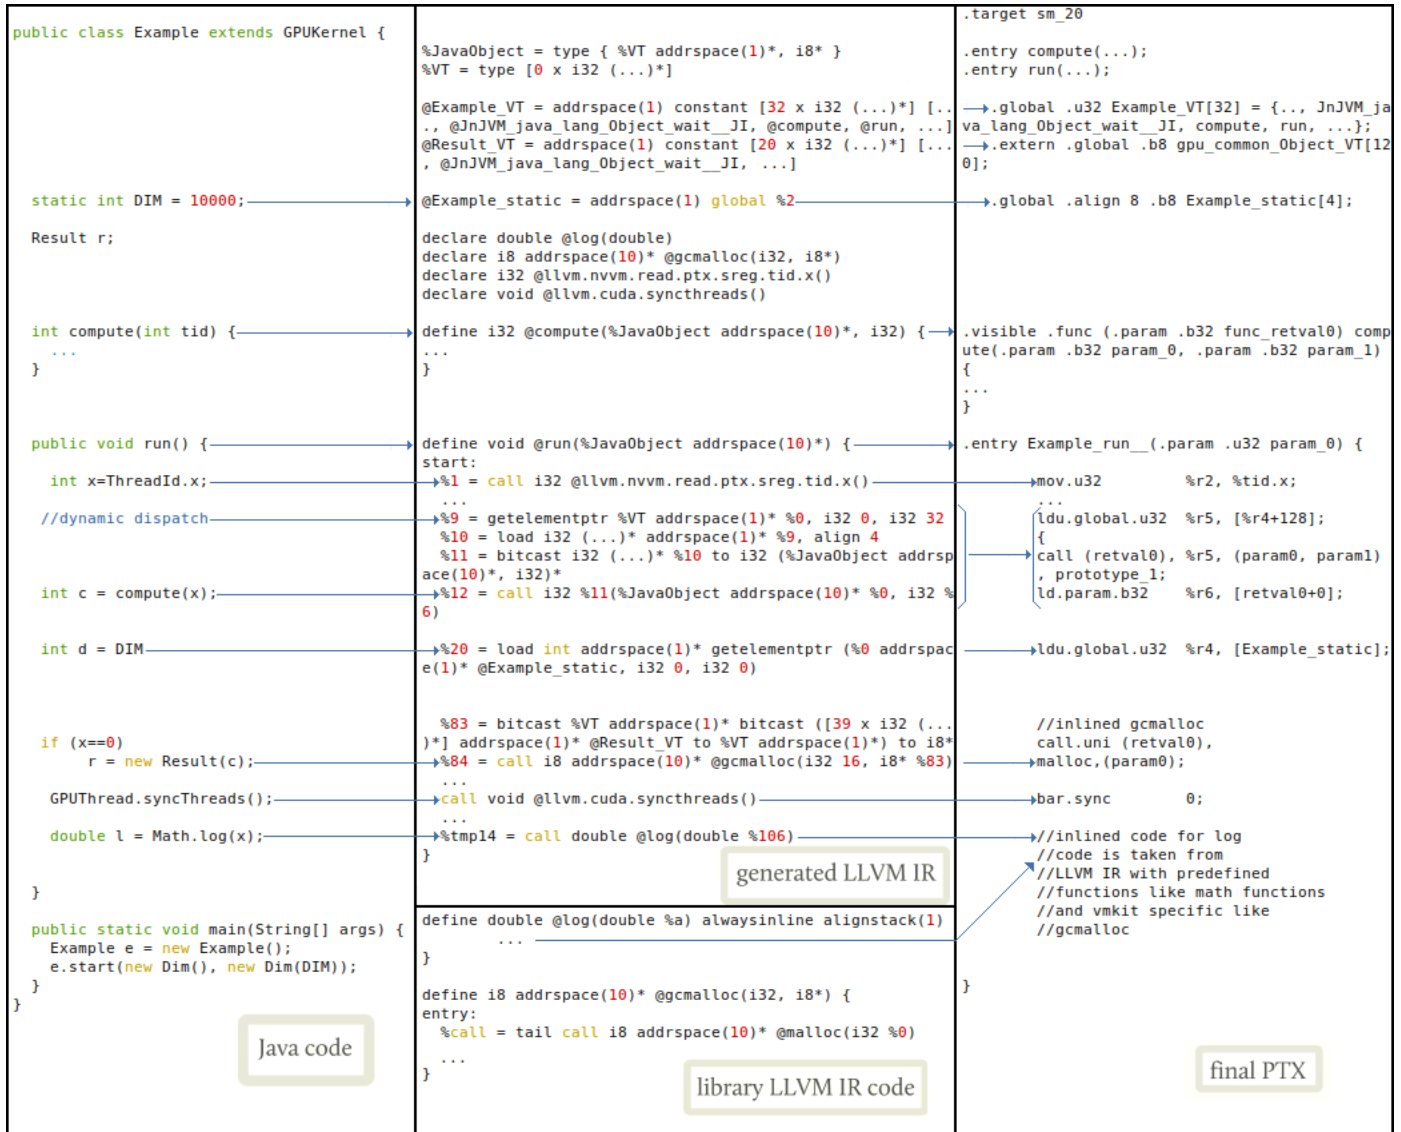 public class Example extends GPUKernel {
static int DIM = 10000;
Result r;
int compute(int tid) {
...
}
public void run() {
int x=ThreadId.x;
//dynamic dispatch
int c = compute(x);
int d = DIM
if (x==0)
r = new Result(c);
GPUThread.syncThreads();
double l = Math.log(x);
}
public static void main(String[] args) {
Example e = new Example();
e.start(new Dim(), new Dim(DIM));
}
}
Java code
%JavaObject = type { %VT addrspace(1)*, i8* }
%VT = type [0 x i32 (...)*]
@Example_VT = addrspace(1) constant [32 x i32 (...)*] [..
., @JnJVM_java_lang_Object_wait__JI, @compute, @run, ...]
@Result_VT = addrspace(1) constant [20 x i32 (...)*] [...
, @JnJVM_java_lang_Object_wait__JI, ...]
@Example_static = addrspace(1) global %2
declare double @log(double)
declare i8 addrspace(10)* @gcmalloc(i32, i8*)
declare i32 @llvm.nvvm.read.ptx.sreg.tid.x()
declare void @llvm.cuda.syncthreads()
define i32 @compute(%JavaObject addrspace(10)*, i32) {
...
}
define void @run(%JavaObject addrspace(10)*) {
start:
%1 = call i32 @llvm.nvvm.read.ptx.sreg.tid.x()
...
%9 = getelementptr %VT addrspace(1)* %0, i32 0, i32 32
%10 = load i32 (...)* addrspace(1)* %9, align 4
%11 = bitcast i32 (...)* %10 to i32 (%JavaObject addrsp
ace(10)*, i32)*
%12 = call i32 %11(%JavaObject addrspace(10)* %0, i32 %
6)
%20 = load int addrspace(1)* getelementptr (%0 addrspac
e(1)* @Example_static, i32 0, i32 0)
%83 = bitcast %VT addrspace(1)* bitcast ([39 x i32 (...
)*] addrspace(1)* @Result_VT to %VT addrspace(1)*) to i8*
%84 = call i8 addrspace(10)* @gcmalloc(i32 16, i8* %83)
...
call void @llvm.cuda.syncthreads()
...
%tmp14 = call double @log(double %106)
}
generated LLVM IR
define double @log(double %a) alwaysinline alignstack(1)
...
}
define i8 addrspace(10)* @gcmalloc(i32, i8*) {
entry:
%call = tail call i8 addrspace(10)* @malloc(i32 %0)
...
}
library LLVM IR code
.target sm_20
.entry compute(...);
.entry run(...);
.global .u32 Example_VT[32] = {.., JnJVM_ja
va_lang_Object_wait__JI, compute, run, ...};
.extern .global .b8 gpu_common_Object_VT[12
0];
.global .align 8 .b8 Example_static[4];
.visible .func (.param .b32 func_retval0) comp
ute(.param .b32 param_0, .param .b32 param_1)
{
...
}
.entry Example_run__(.param .u32 param_0) {
mov.u32 %r2, %tid.x;
...
ldu.global.u32 %r5, [%r4+128];
{
call (retval0), %r5, (param0, param1)
, prototype_1;
ld.param.b32 %r6, [retval0+0];
ldu.global.u32 %r4, [Example_static];
//inlined gcmalloc
call.uni (retval0),
malloc,(param0);
bar.sync 0;
//inlined code for log
//code is taken from
//LLVM IR with predefined
//functions like math functions
//and vmkit specific like
//gcmalloc
}
final PTX